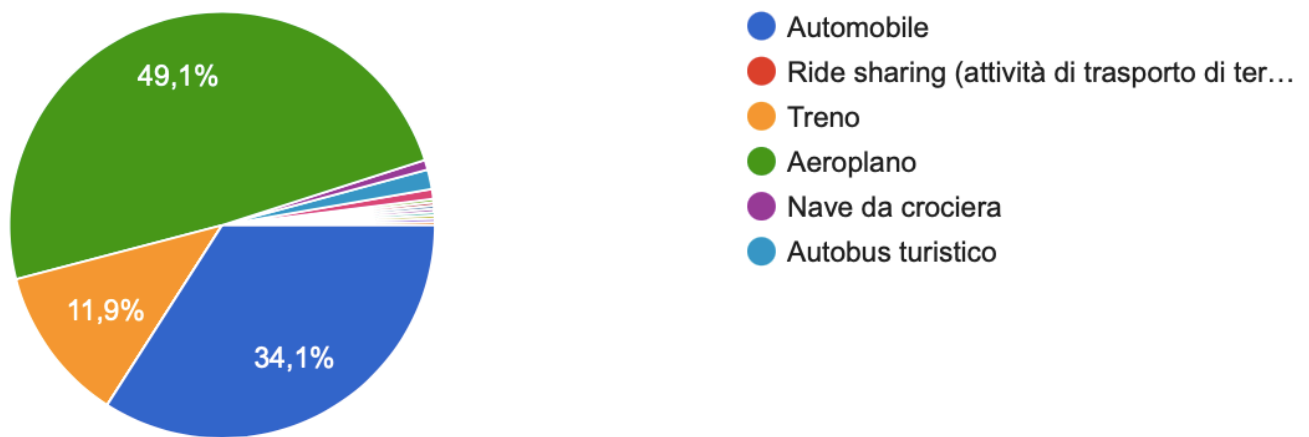 49,1%
11,9%
34,1%
Automobile
Ride sharing (attività di trasporto di ter…
Treno
Aeroplano
Nave da crociera
Autobus turistico